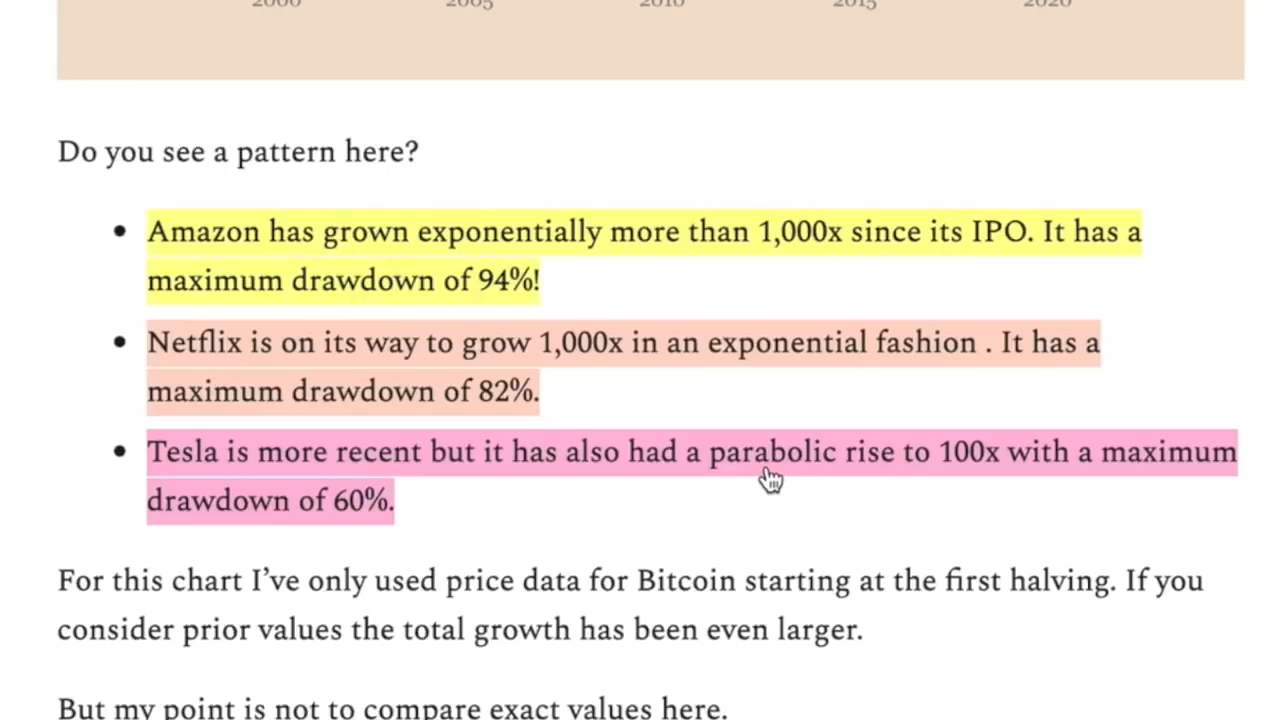 2000 2005 2010 2015 2020
Do you see a pattern here?
• Amazon has grown exponentially more than 1,000x since its IPO. It has a
maximum drawdown of 94%!
• Netflix is on its way to grow 1,000x in an exponential fashion . It has a
maximum drawdown of 82%.
• Tesla is more recent but it has also had a parabolic rise to 100x with a maximum
drawdown of 60%.
For this chart I’ve only used price data for Bitcoin starting at the first halving. If you
consider prior values the total growth has been even larger.
But my point is not to compare exact values here.